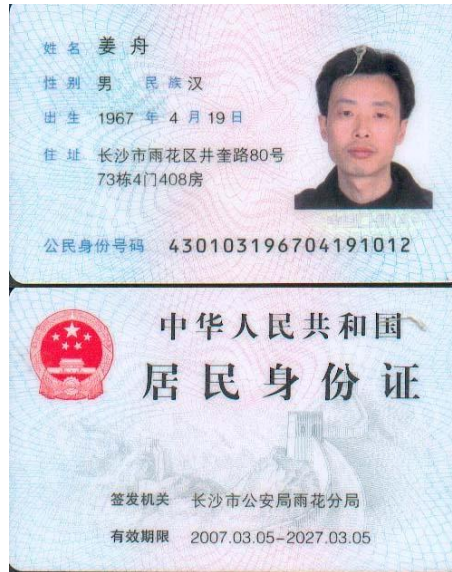 姓名 姜舟
性别 男 民族 汉
出生 1967 年 4 月 19 日
住址 长沙市雨花区井奎路80号
73栋4门408房
公民身份号码 430103196704191012
中华人民共和国
居民身份证
签发机关 长沙市公安局雨花分局
有效期限 2007.03.05-2027.03.05